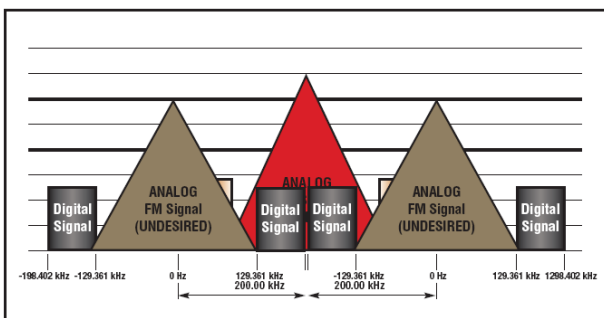 ANALOG
FM Signal
(UNDESIRED)
ANALOG
ANALOG
FM Signal
(UNDESIRED)
Digital
Signal
Digital
Signal
Digital
Signal
Digital
Signal
-198.402 kHz
-129.361 kHz
0 Hz
129.361 kHz
-129.361 kHz
0 Hz
129.361 kHz
1298.402 kHz
200.00 kHz
200.00 kHz